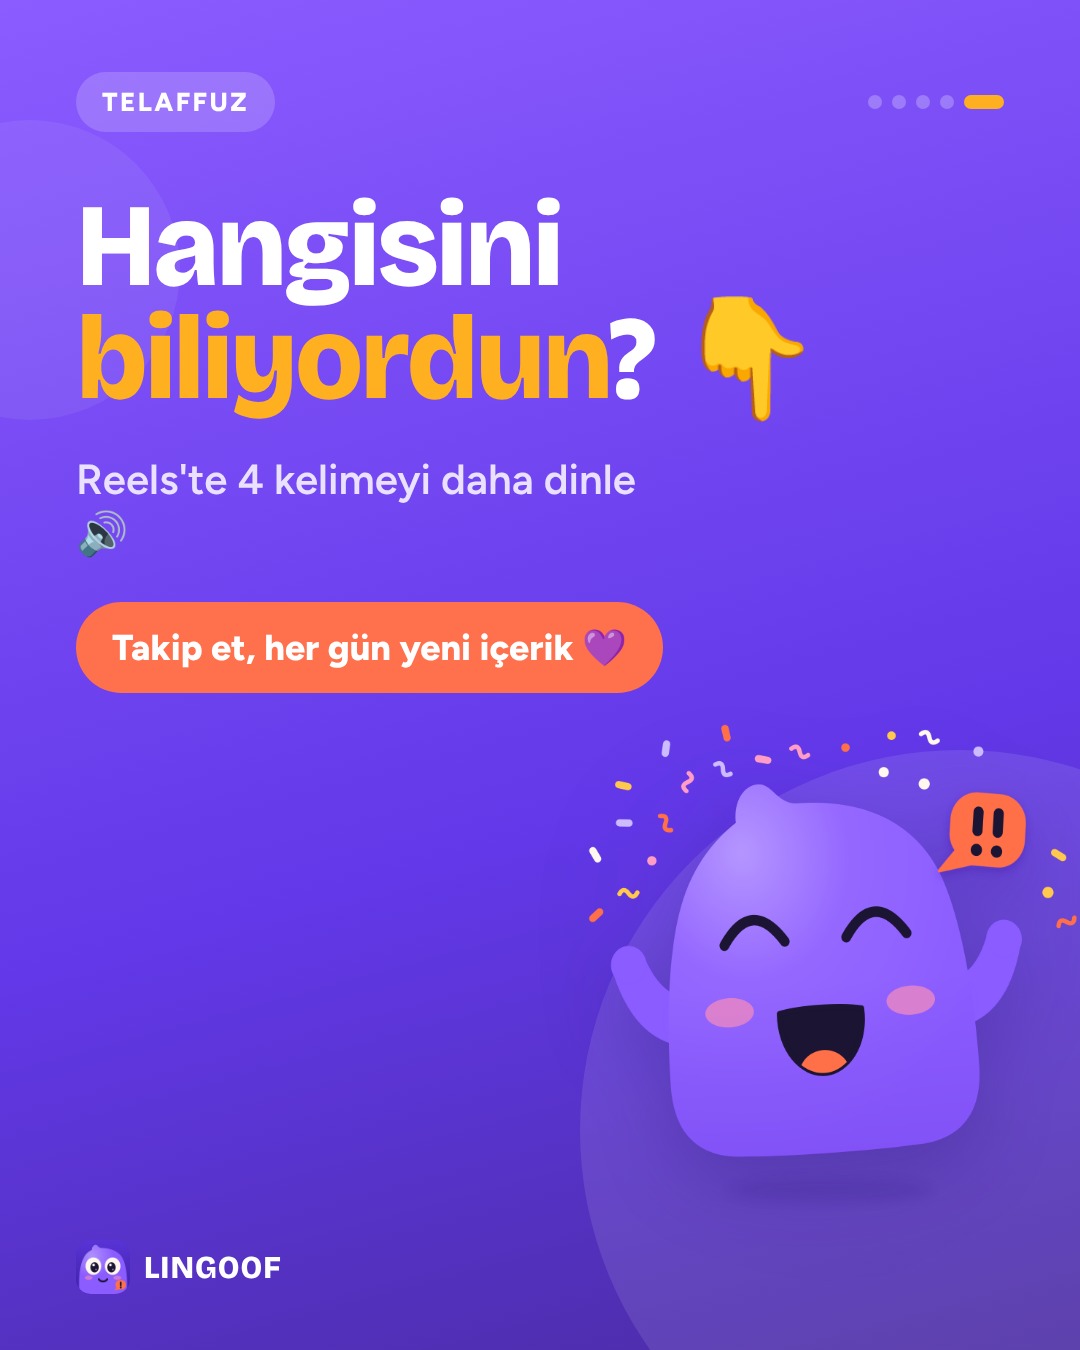 TELAFFUZ
Hangisini
biliyordun? 👇
Reels'te 4 kelimeyi daha dinle
🔊
Takip et, her gün yeni içerik 💜
!!
LINGOOF